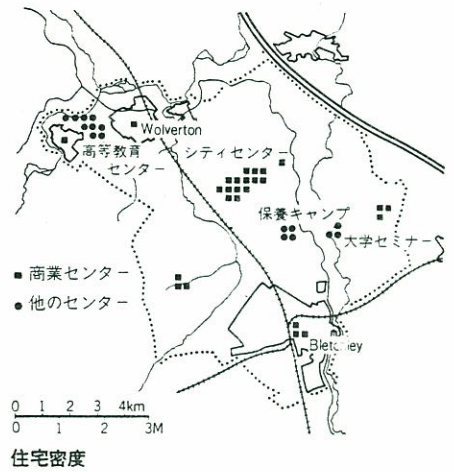 Wolverton
高等教育
センター
シティセンター
保養キャンプ
大学セミナー
■ 商業センター
● 他のセンター
0 1 2 3 4km
0 1 2 3M
住宅密度